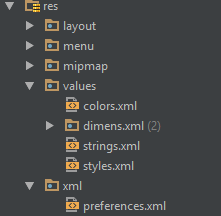 res
layout
menu
mipmap
values
colors.xml
dimens.xml (2)
strings.xml
styles.xml
xml
preferences.xml